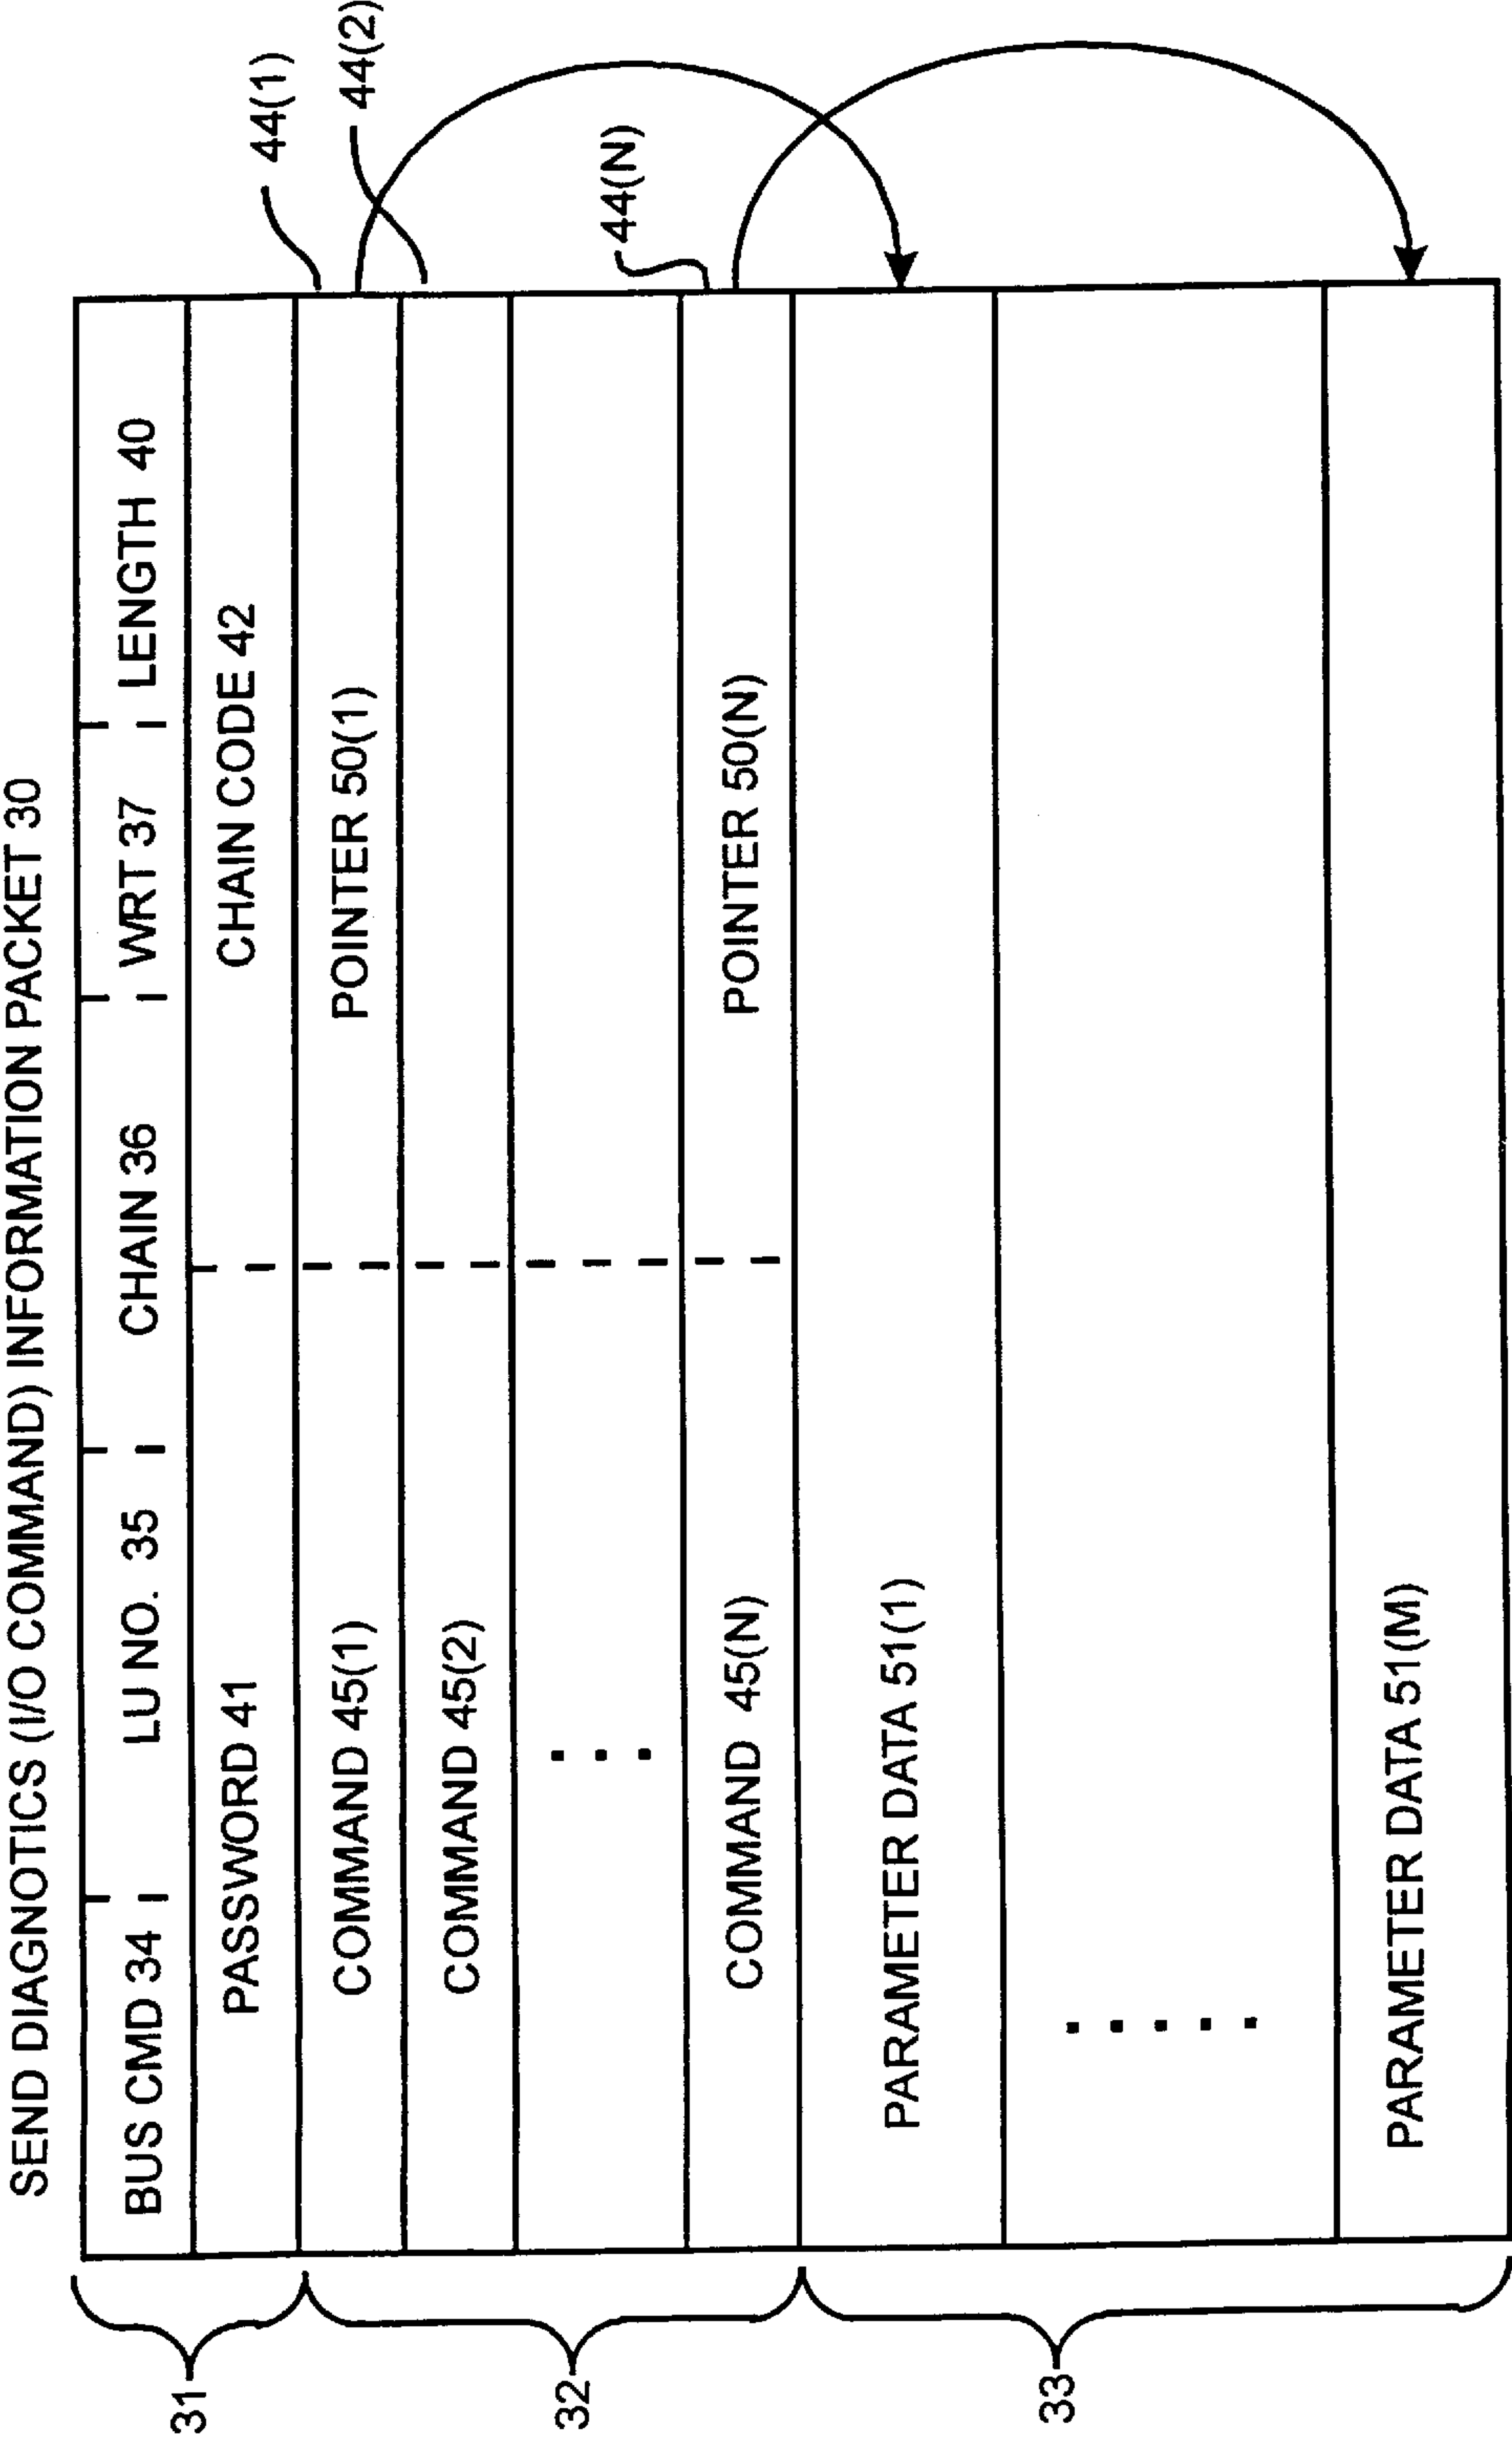 SEND DIAGNOTICS (I/O COMMAND) INFORMATION PACKET 30
BUS CMD 34 LU NO. 35 CHAIN 36 WRT 37 LENGTH 40
PASSWORD 41 CHAIN CODE 42
COMMAND 45(1) POINTER 50(1)
COMMAND 45(2)
. . .
COMMAND 45(N) POINTER 50(N)
PARAMETER DATA 51(1)
. . . . .
PARAMETER DATA 51(M)
31
32
33
44(1)
44(2)
44(N)